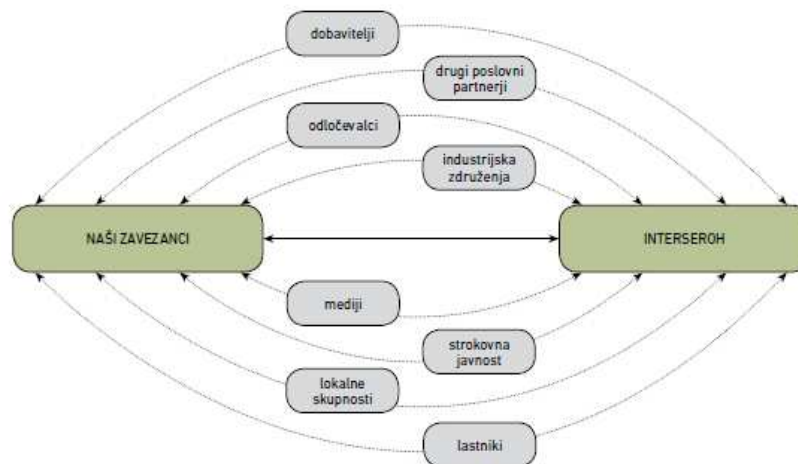 dobavitelji
drugi poslovni
partnerji
odločevalci
industrijska
združenja
NAŠI ZAVEZANCI
INTERSEROH
mediji
strokovna
javnost
lokalne
skupnosti
lastniki